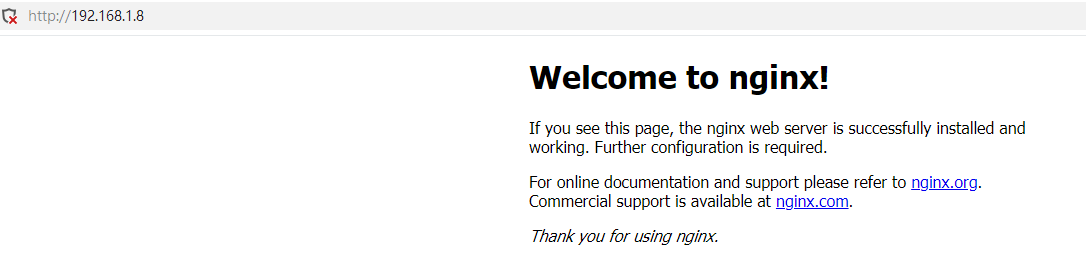 http://192.168.1.8
Welcome to nginx!
If you see this page, the nginx web server is successfully installed and
working. Further configuration is required.
For online documentation and support please refer to nginx.org.
Commercial support is available at nginx.com.
Thank you for using nginx.